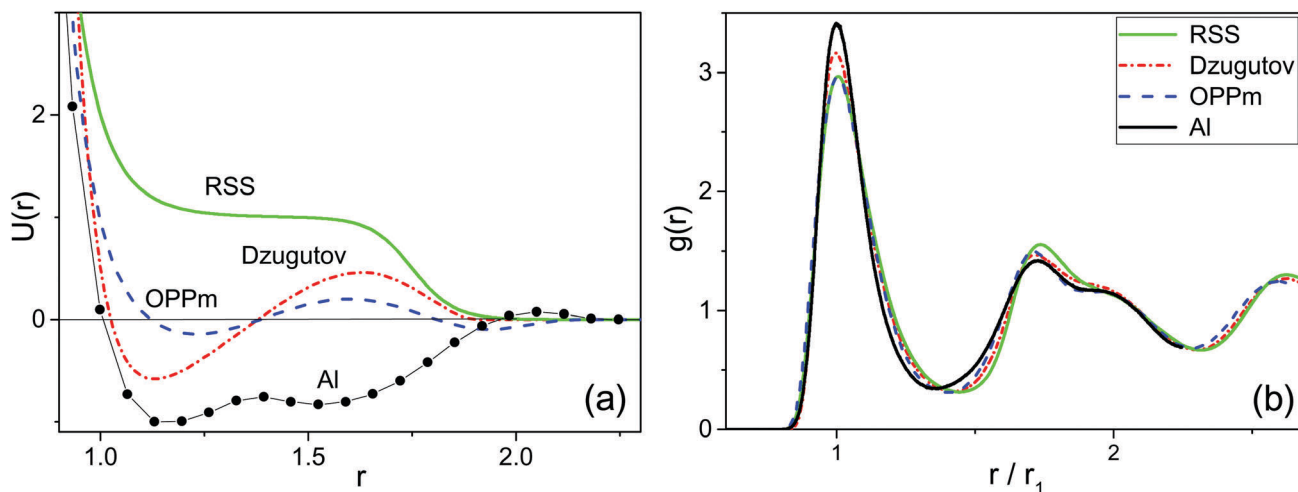 U(r)
2
0
RSS
Dzugutov
OPPm
Al
(a)
1.0
1.5
2.0
r
g(r)
3
2
1
0
RSS
Dzugutov
OPPm
Al
(b)
1
2
r / r1